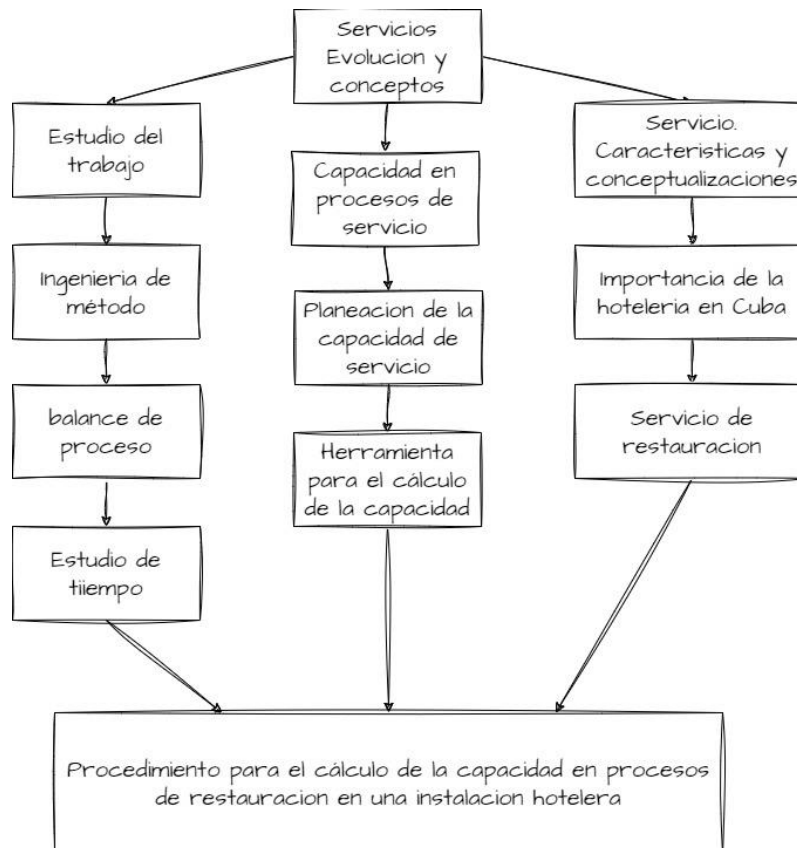 Servicios
Evolucion y
conceptos
Estudio del
trabajo
Capacidad en
procesos de
servicio
Servicio.
Caracteristicas y
conceptualizaciones
Ingenieria de
método
Planeacion de la
capacidad de
servicio
Importancia de la
hoteleria en Cuba
balance de
proceso
Herramienta
para el cálculo
de la capacidad
Servicio de
restauracion
Estudio de
tiiempo
Procedimiento para el cálculo de la capacidad en procesos
de restauracion en una instalacion hotelera